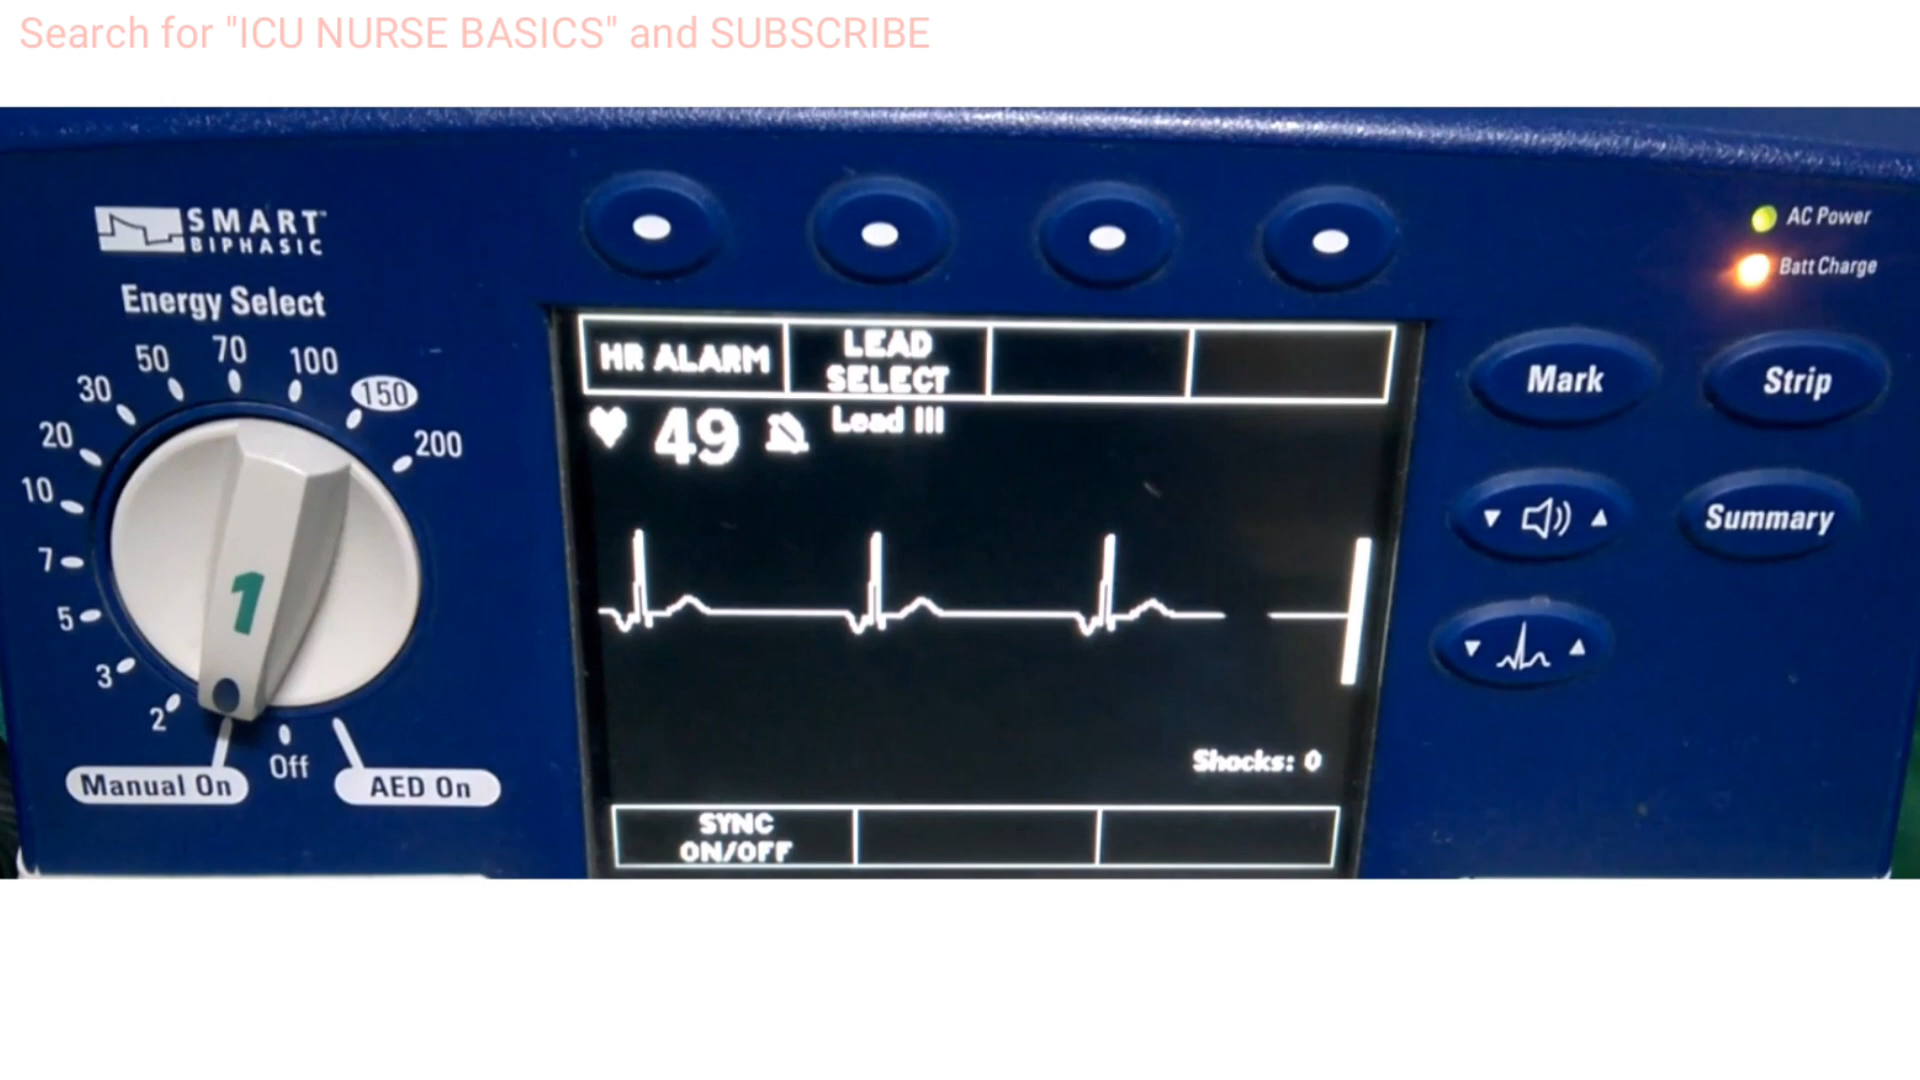 Search for "ICU NURSE BASICS" and SUBSCRIBE
SMART™
BIPHASIC
Energy Select
AC Power
Batt Charge
50
70
100
30
150
20
200
10
7
5
3
2
1
Manual On
Off
AED On
HR ALARM
LEAD
SELECT
49
Lead III
Mark
Strip
Summary
Shocks: 0
SYNC
ON/OFF